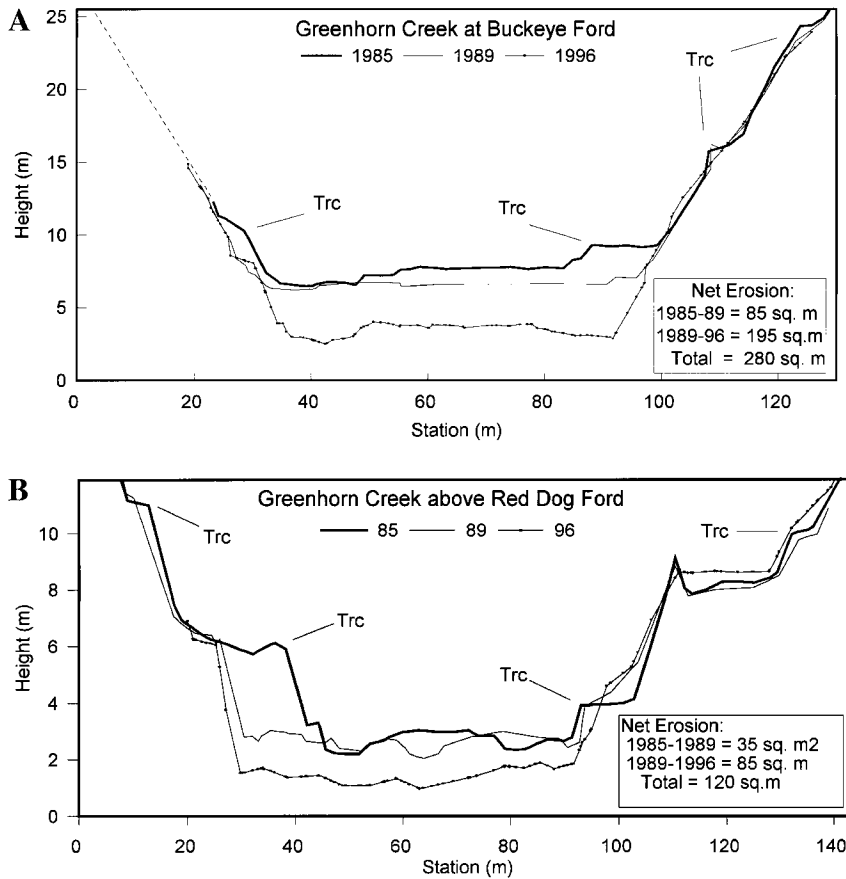 A
Greenhorn Creek at Buckeye Ford
1985 1989 1996
Trc
Trc
Trc
Net Erosion:
1985-89 = 85 sq. m
1989-96 = 195 sq.m
Total = 280 sq. m
25
20
15
10
5
0
Height (m)
0 20 40 60 80 100 120
Station (m)
B
Greenhorn Creek above Red Dog Ford
85 89 96
Trc
Trc
Trc
Trc
Net Erosion:
1985-1989 = 35 sq. m2
1989-1996 = 85 sq. m
Total = 120 sq.m
10
8
6
4
2
0
Height (m)
0 20 40 60 80 100 120 140
Station (m)